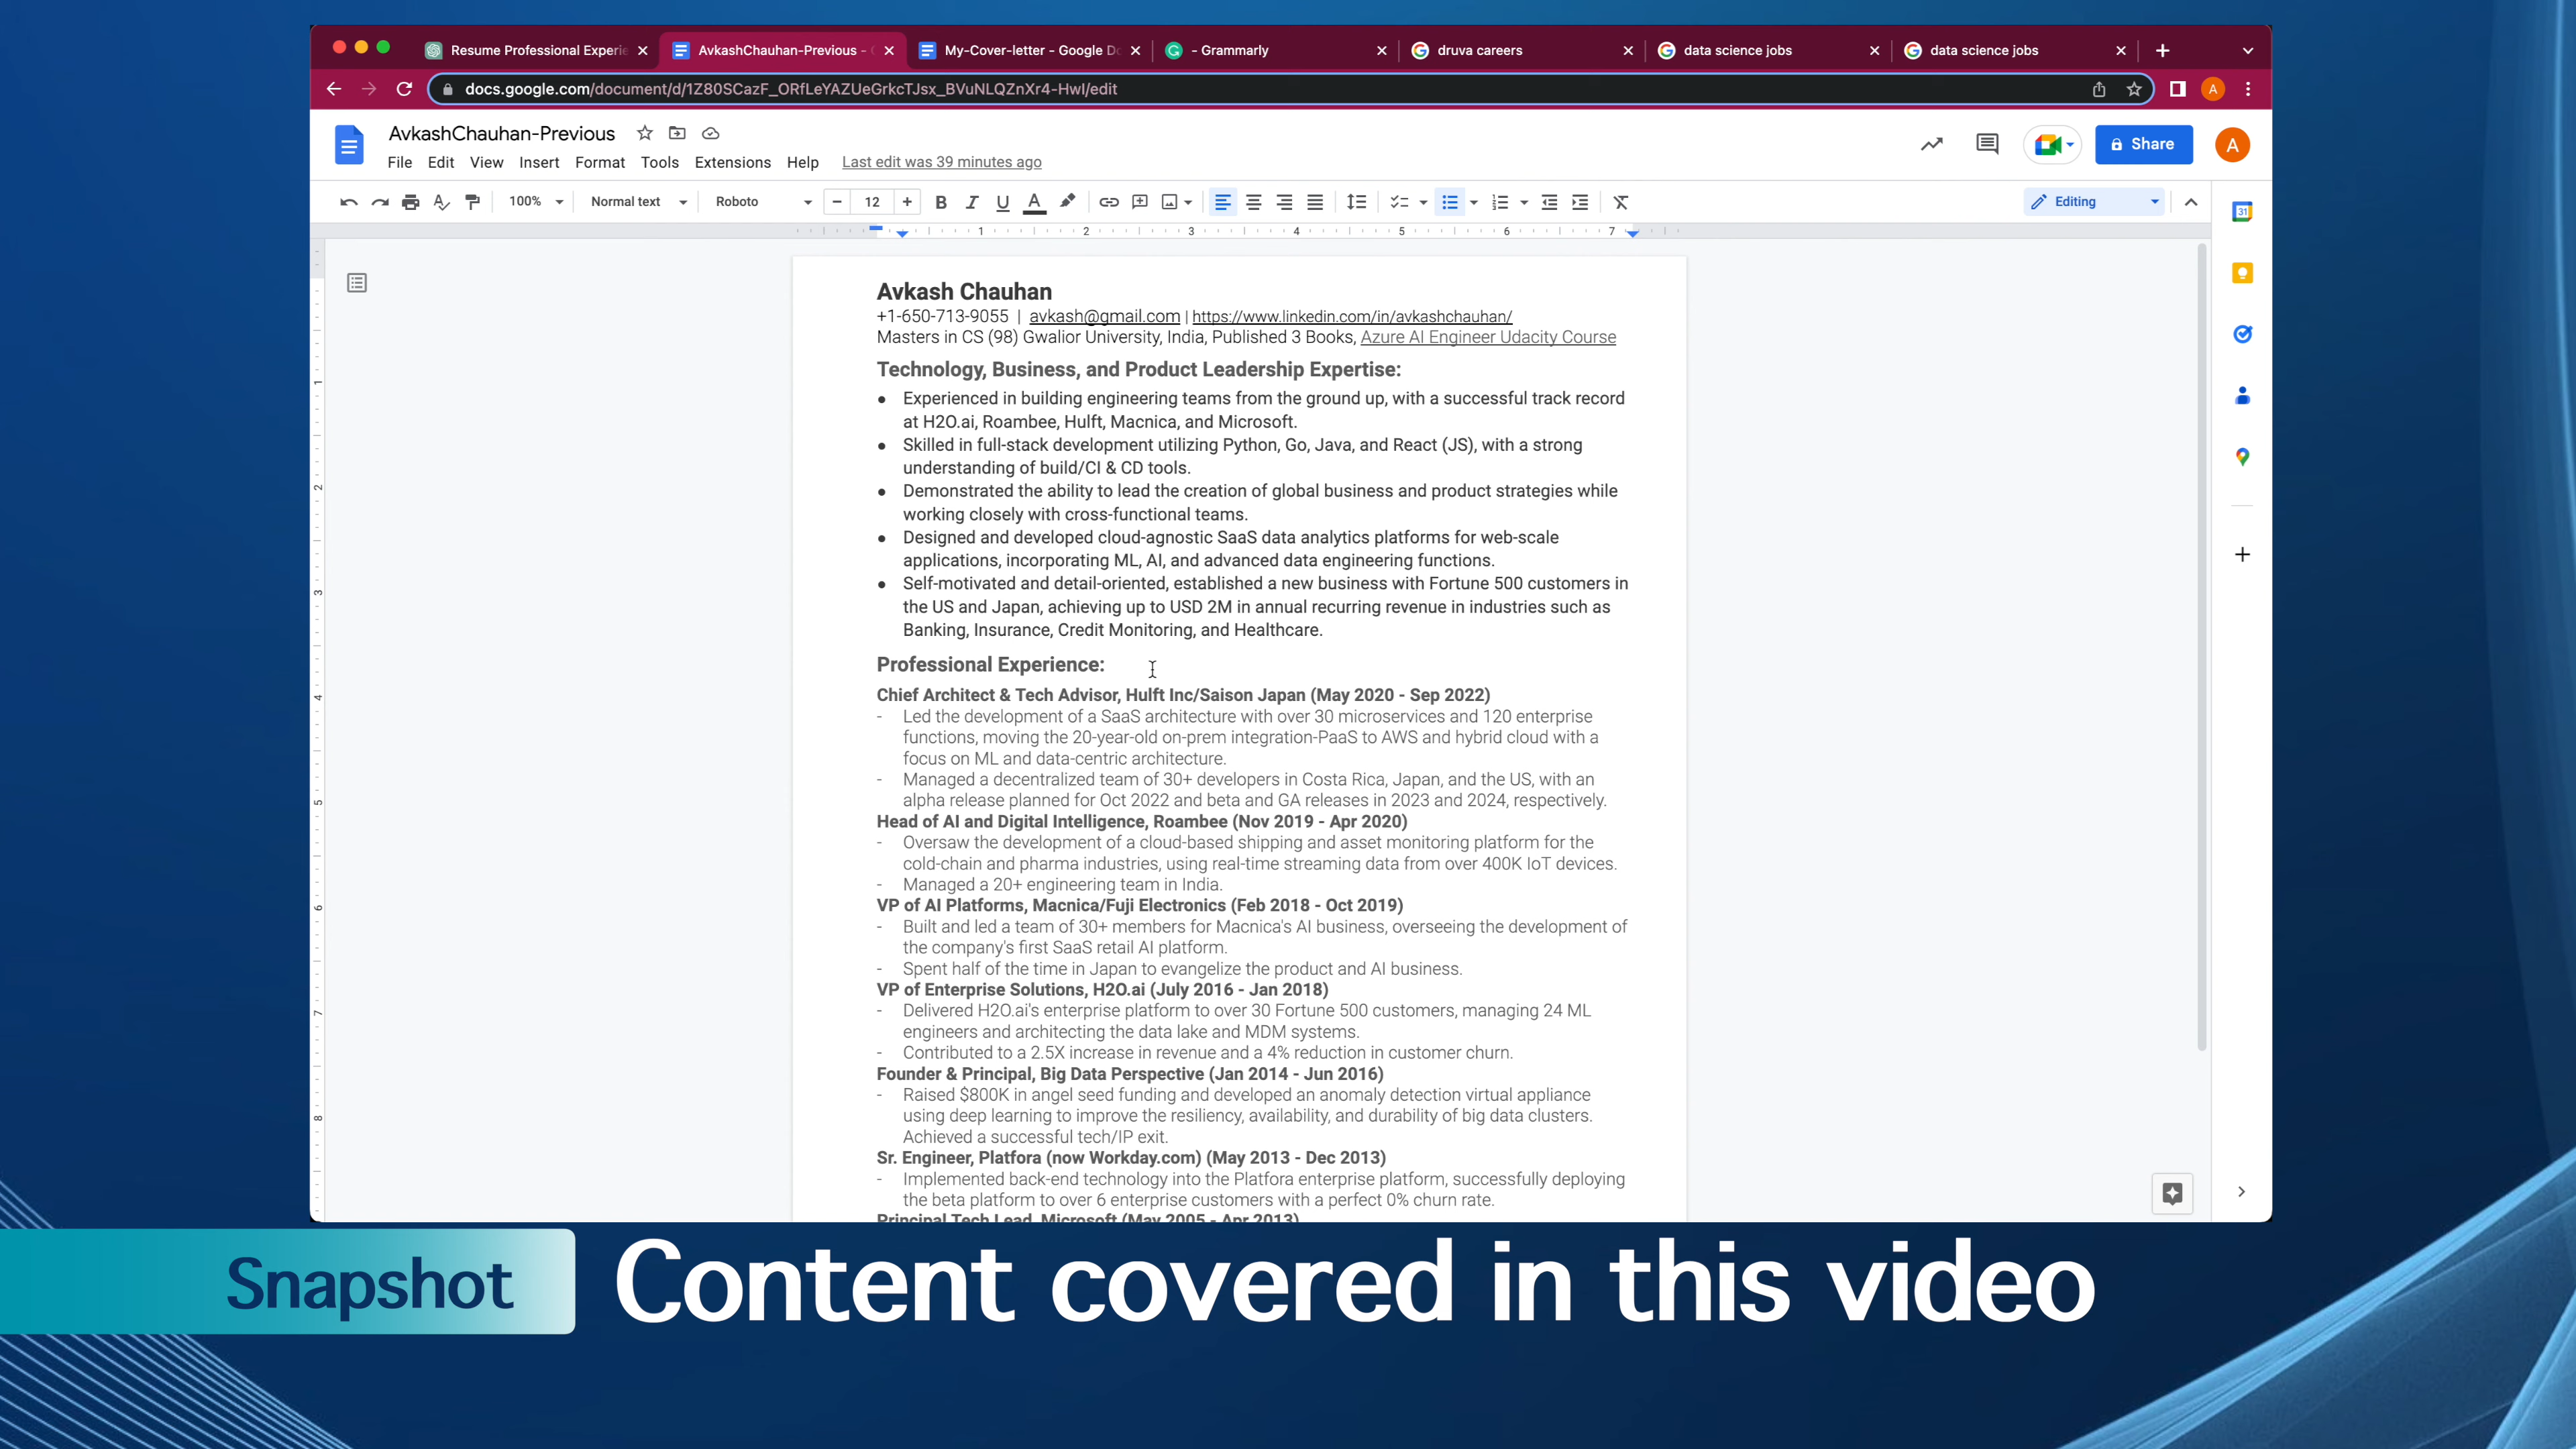 Resume Professional Experie
AvkashChauhan-Previous -
My-Cover-letter - Google Do
- Grammarly
druva careers
data science jobs
data science jobs
docs.google.com/document/d/1Z80SCazF_ORfLeYAZUeGrkcTJsx_BVuNLQZnXr4-HwI/edit
A
AvkashChauhan-Previous
File Edit View Insert Format Tools Extensions Help Last edit was 39 minutes ago
Share
A
100% Normal text Roboto 12 Editing
31
1 2 3 4 5 6 7
1
2
3
4
5
6
7
8
Avkash Chauhan
+1-650-713-9055 | avkash@gmail.com | https://www.linkedin.com/in/avkashchauhan/
Masters in CS (98) Gwalior University, India, Published 3 Books, Azure AI Engineer Udacity Course
Technology, Business, and Product Leadership Expertise:
● Experienced in building engineering teams from the ground up, with a successful track record
at H2O.ai, Roambee, Hulft, Macnica, and Microsoft.
● Skilled in full-stack development utilizing Python, Go, Java, and React (JS), with a strong
understanding of build/CI & CD tools.
● Demonstrated the ability to lead the creation of global business and product strategies while
working closely with cross-functional teams.
● Designed and developed cloud-agnostic SaaS data analytics platforms for web-scale
applications, incorporating ML, AI, and advanced data engineering functions.
● Self-motivated and detail-oriented, established a new business with Fortune 500 customers in
the US and Japan, achieving up to USD 2M in annual recurring revenue in industries such as
Banking, Insurance, Credit Monitoring, and Healthcare.
Professional Experience:
Chief Architect & Tech Advisor, Hulft Inc/Saison Japan (May 2020 - Sep 2022)
- Led the development of a SaaS architecture with over 30 microservices and 120 enterprise
functions, moving the 20-year-old on-prem integration-PaaS to AWS and hybrid cloud with a
focus on ML and data-centric architecture.
- Managed a decentralized team of 30+ developers in Costa Rica, Japan, and the US, with an
alpha release planned for Oct 2022 and beta and GA releases in 2023 and 2024, respectively.
Head of AI and Digital Intelligence, Roambee (Nov 2019 - Apr 2020)
- Oversaw the development of a cloud-based shipping and asset monitoring platform for the
cold-chain and pharma industries, using real-time streaming data from over 400K IoT devices.
- Managed a 20+ engineering team in India.
VP of AI Platforms, Macnica/Fuji Electronics (Feb 2018 - Oct 2019)
- Built and led a team of 30+ members for Macnica's AI business, overseeing the development of
the company's first SaaS retail AI platform.
- Spent half of the time in Japan to evangelize the product and AI business.
VP of Enterprise Solutions, H2O.ai (July 2016 - Jan 2018)
- Delivered H2O.ai's enterprise platform to over 30 Fortune 500 customers, managing 24 ML
engineers and architecting the data lake and MDM systems.
- Contributed to a 2.5X increase in revenue and a 4% reduction in customer churn.
Founder & Principal, Big Data Perspective (Jan 2014 - Jun 2016)
- Raised $800K in angel seed funding and developed an anomaly detection virtual appliance
using deep learning to improve the resiliency, availability, and durability of big data clusters.
Achieved a successful tech/IP exit.
Sr. Engineer, Platfora (now Workday.com) (May 2013 - Dec 2013)
- Implemented back-end technology into the Platfora enterprise platform, successfully deploying
the beta platform to over 6 enterprise customers with a perfect 0% churn rate.
Principal Tech Lead, Microsoft (May 2005 - Apr 2013)
Snapshot
Content covered in this video